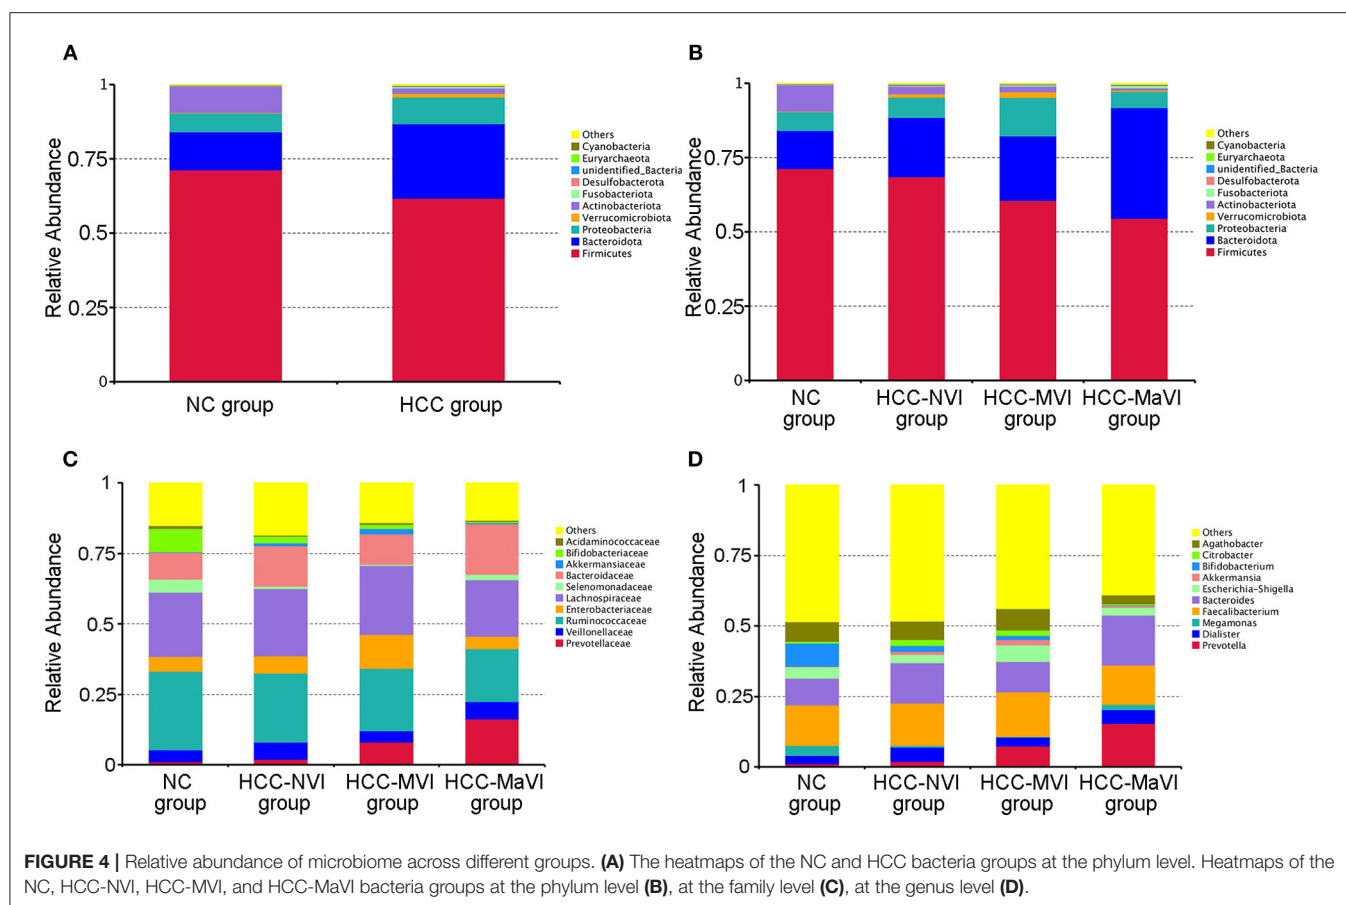 A
Relative Abundance
1
0.75
0.5
0.25
0
NC group
HCC group
Others
Cyanobacteria
Euryarchaeota
unidentified_Bacteria
Desulfobacterota
Fusobacteriota
Actinobacteriota
Verrucomicrobiota
Proteobacteria
Bacteroidota
Firmicutes
B
Relative Abundance
1
0.75
0.5
0.25
0
NC
group
HCC-NVI
group
HCC-MVI
group
HCC-MaVI
group
Others
Cyanobacteria
Euryarchaeota
unidentified_Bacteria
Desulfobacterota
Fusobacteriota
Actinobacteriota
Verrucomicrobiota
Proteobacteria
Bacteroidota
Firmicutes
C
Relative Abundance
1
0.75
0.5
0.25
0
NC
group
HCC-NVI
group
HCC-MVI
group
HCC-MaVI
group
Others
Acidaminococcaceae
Bifidobacteriaceae
Akkermansiaceae
Bacteroidaceae
Selenomonadaceae
Lachnospiraceae
Enterobacteriaceae
Ruminococcaceae
Veillonellaceae
Prevotellaceae
D
Relative Abundance
1
0.75
0.5
0.25
0
NC
group
HCC-NVI
group
HCC-MVI
group
HCC-MaVI
group
Others
Agathobacter
Citrobacter
Bifidobacterium
Akkermansia
Escherichia-Shigella
Bacteroides
Faecalibacterium
Megamonas
Dialister
Prevotella
FIGURE 4 | Relative abundance of microbiome across different groups. (A) The heatmaps of the NC and HCC bacteria groups at the phylum level. Heatmaps of the
NC, HCC-NVI, HCC-MVI, and HCC-MaVI bacteria groups at the phylum level (B), at the family level (C), at the genus level (D).